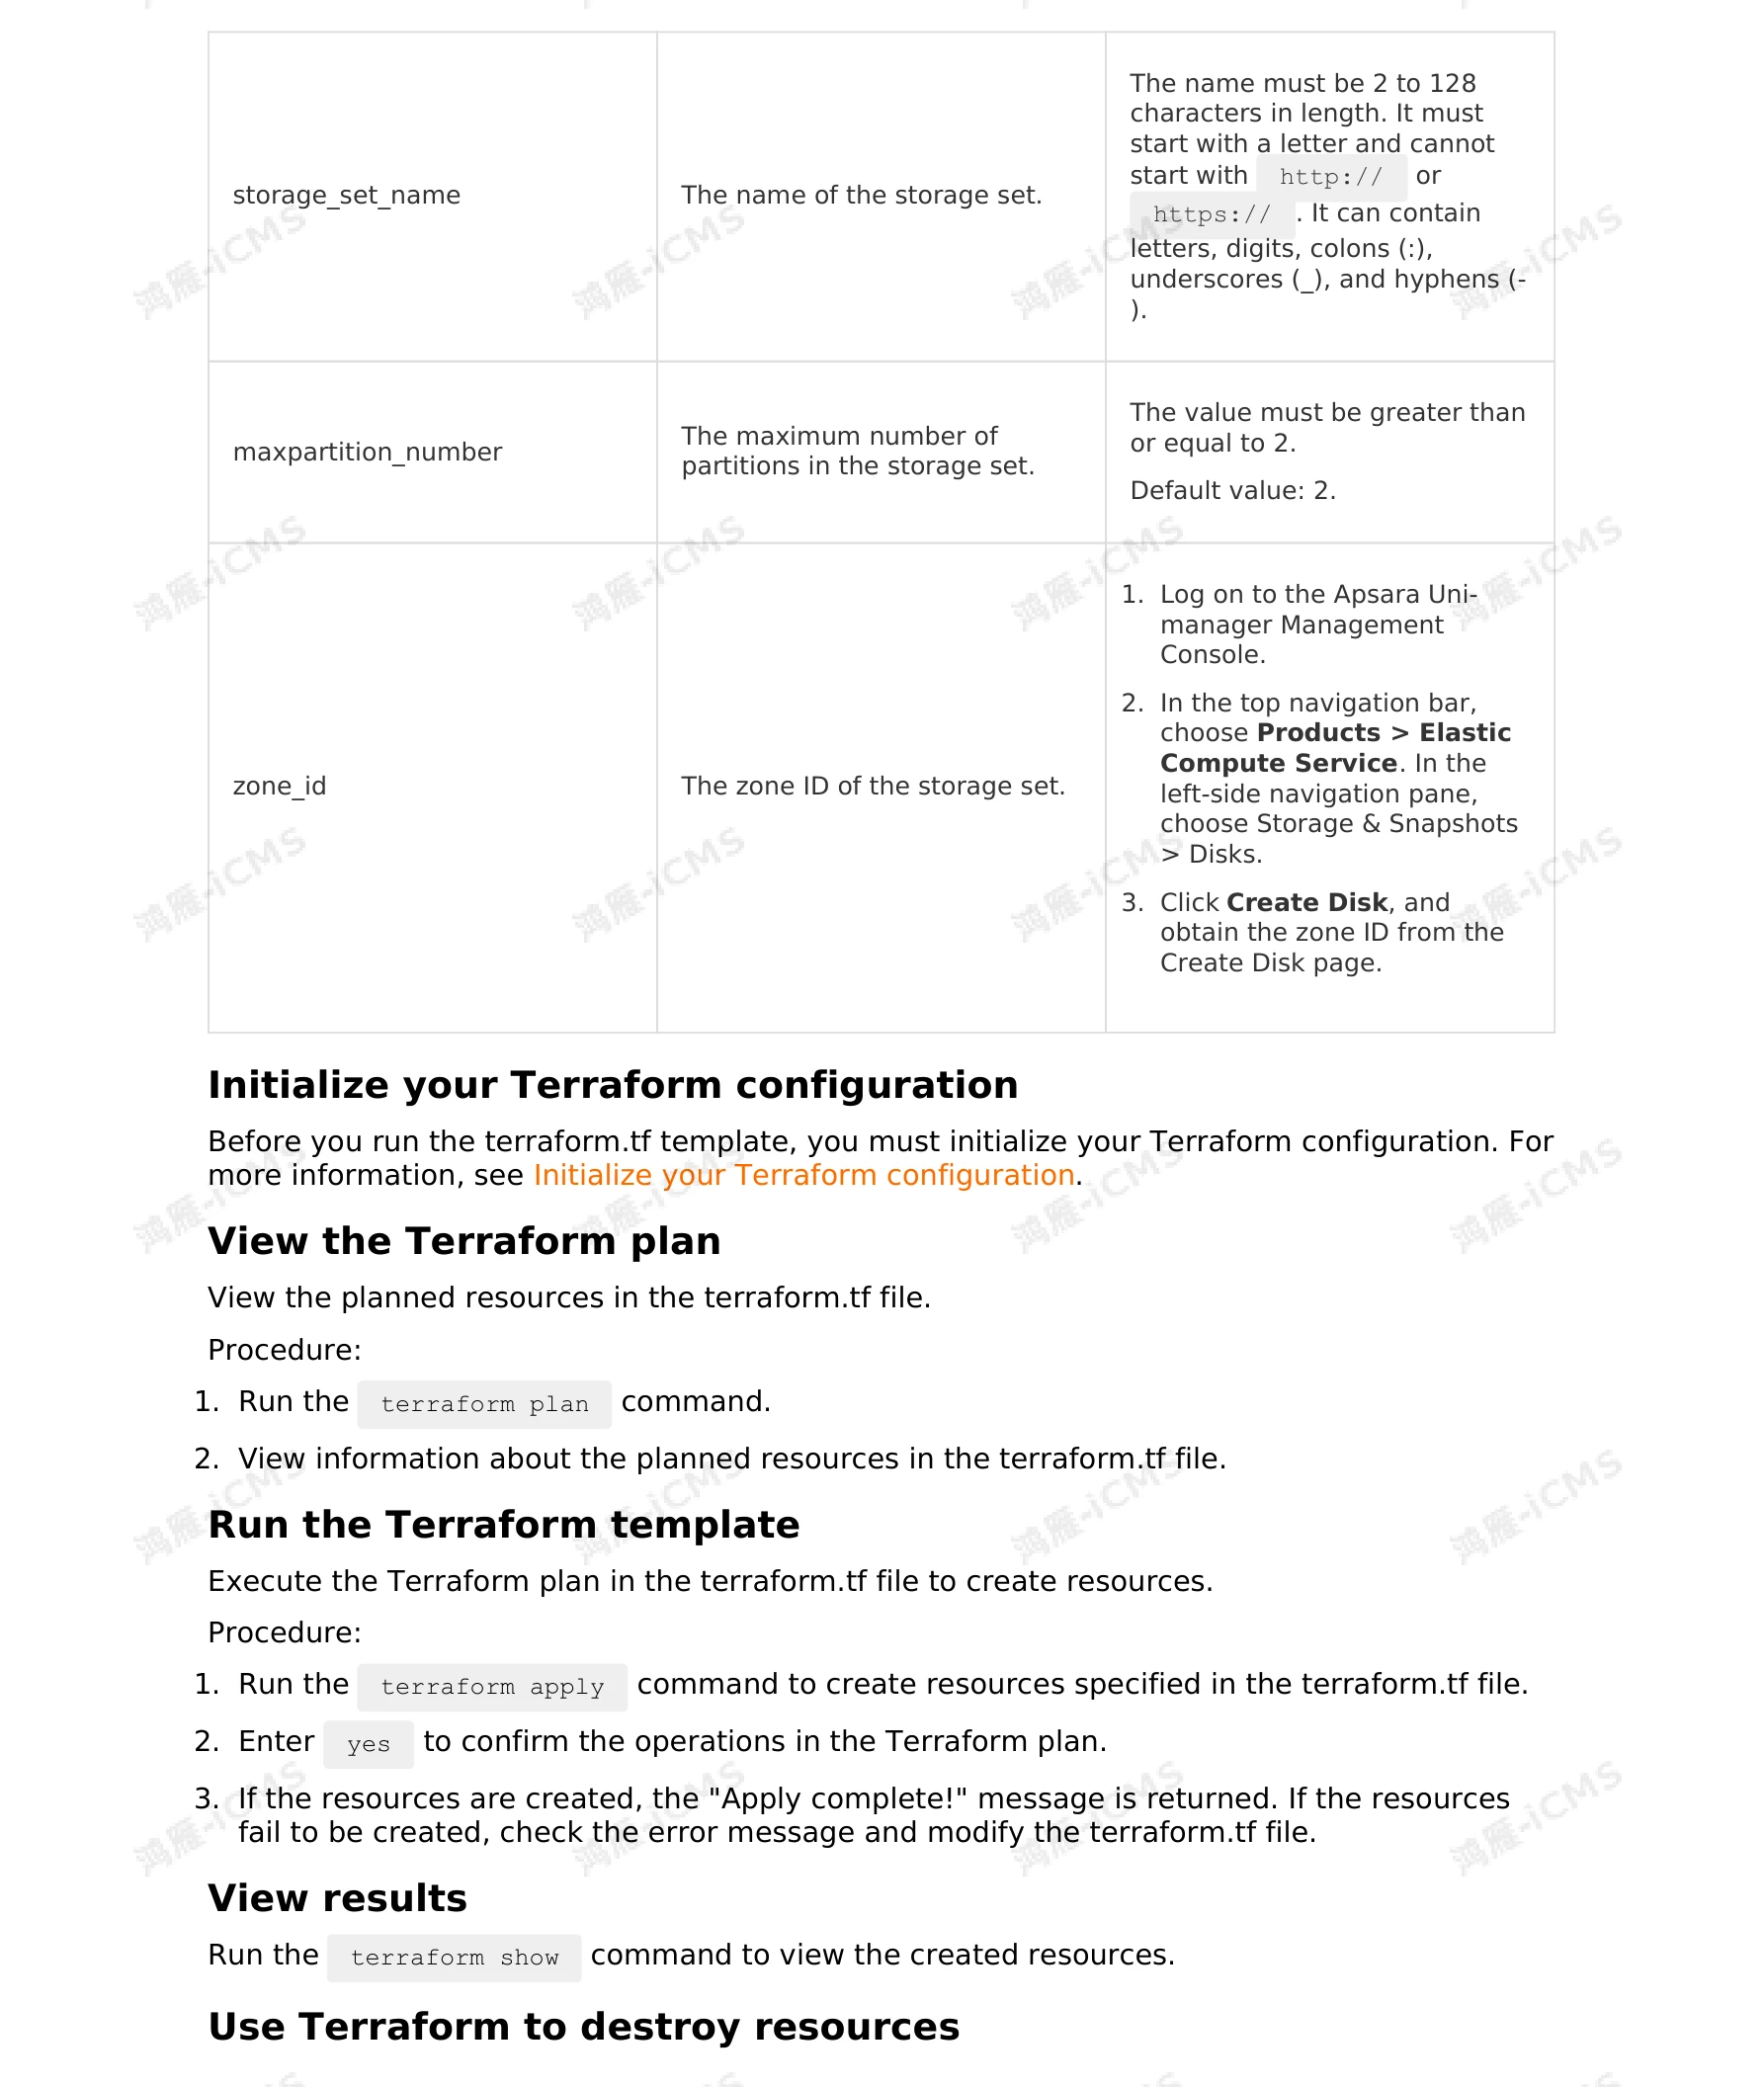 The name must be 2 to 128
characters in length. It must
start with a letter and cannot
start with http:// or
storage_set_name
The name of the storage set.
https:// . It can contain
letters, digits, colons (:),
underscores (_), and hyphens (-
).
maxpartition_number
The maximum number of
partitions in the storage set.
The value must be greater than
or equal to 2.
Default value: 2.
zone_id
The zone ID of the storage set.
1. Log on to the Apsara Uni-
manager Management
Console.
2. In the top navigation bar,
choose Products > Elastic
Compute Service. In the
left-side navigation pane,
choose Storage & Snapshots
> Disks.
3. Click Create Disk, and
obtain the zone ID from the
Create Disk page.
Initialize your Terraform configuration
Before you run the terraform.tf template, you must initialize your Terraform configuration. For
more information, see Initialize your Terraform configuration.
View the Terraform plan
View the planned resources in the terraform.tf file.
Procedure:
1. Run the terraform plan command.
2. View information about the planned resources in the terraform.tf file.
Run the Terraform template
Execute the Terraform plan in the terraform.tf file to create resources.
Procedure:
1. Run the terraform apply command to create resources specified in the terraform.tf file.
2. Enter yes to confirm the operations in the Terraform plan.
3. If the resources are created, the "Apply complete!" message is returned. If the resources
fail to be created, check the error message and modify the terraform.tf file.
View results
Run the terraform show command to view the created resources.
Use Terraform to destroy resources
鸿雁-iCMS